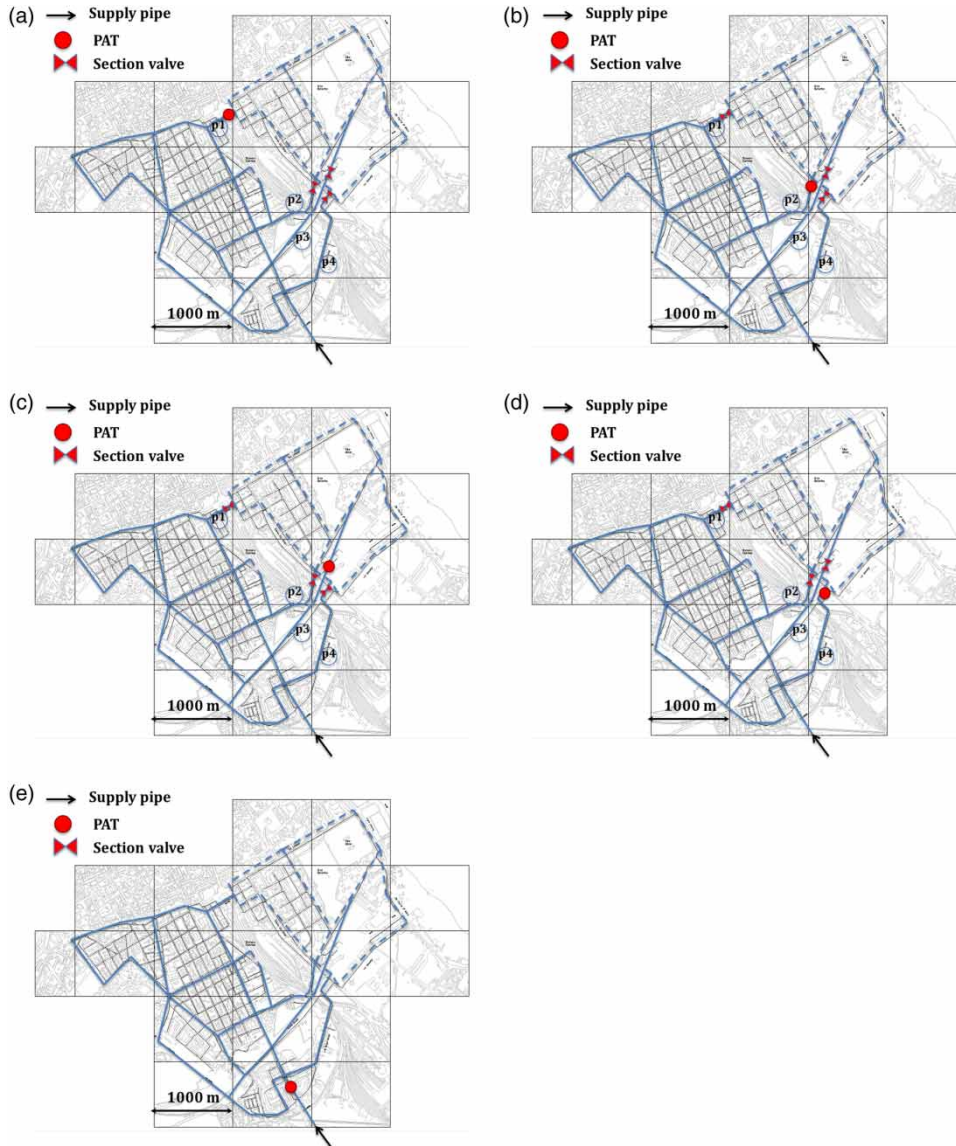 (a)
Supply pipe
PAT
Section valve
p1
p2
p3
p4
1000 m
(b)
Supply pipe
PAT
Section valve
p1
p2
p3
p4
1000 m
(c)
Supply pipe
PAT
Section valve
p1
p2
p3
p4
1000 m
(d)
Supply pipe
PAT
Section valve
p1
p2
p3
p4
1000 m
(e)
Supply pipe
PAT
Section valve
1000 m